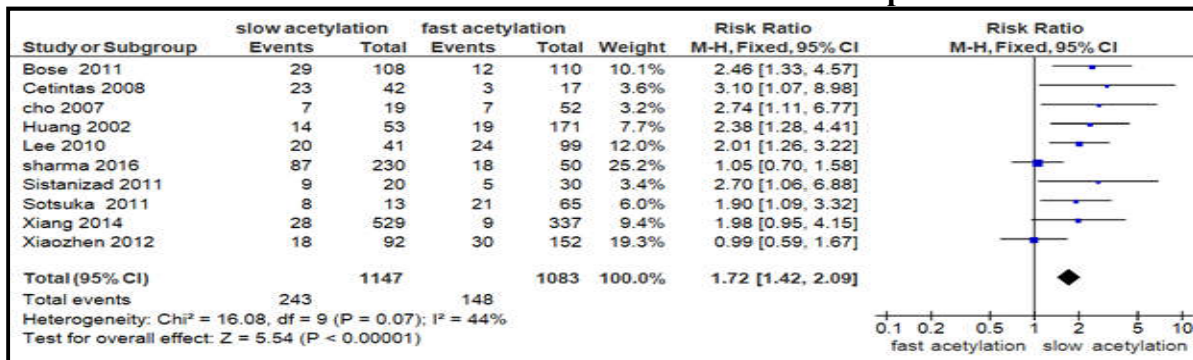 slow acetylation fast acetylation Risk Ratio Risk Ratio
Study or Subgroup Events Total Events Total Weight M-H, Fixed, 95% CI M-H, Fixed, 95% CI
Bose 2011 29 108 12 110 10.1% 2.46 [1.33, 4.57]
Cetintas 2008 23 42 3 17 3.6% 3.10 [1.07, 8.98]
cho 2007 7 19 7 52 3.2% 2.74 [1.11, 6.77]
Huang 2002 14 53 19 171 7.7% 2.38 [1.28, 4.41]
Lee 2010 20 41 24 99 12.0% 2.01 [1.26, 3.22]
sharma 2016 87 230 18 50 25.2% 1.05 [0.70, 1.58]
Sistanizad 2011 9 20 5 30 3.4% 2.70 [1.06, 6.88]
Sotsuka 2011 8 13 21 65 6.0% 1.90 [1.09, 3.32]
Xiang 2014 28 529 9 337 9.4% 1.98 [0.95, 4.15]
Xiaozhen 2012 18 92 30 152 19.3% 0.99 [0.59, 1.67]
Total (95% CI) 1147 1083 100.0% 1.72 [1.42, 2.09]
Total events 243 148
Heterogeneity: Chi² = 16.08, df = 9 (P = 0.07); I² = 44%
Test for overall effect: Z = 5.54 (P < 0.00001)
0.1 0.2 0.5 1 2 5 10
fast acetylation slow acetylation